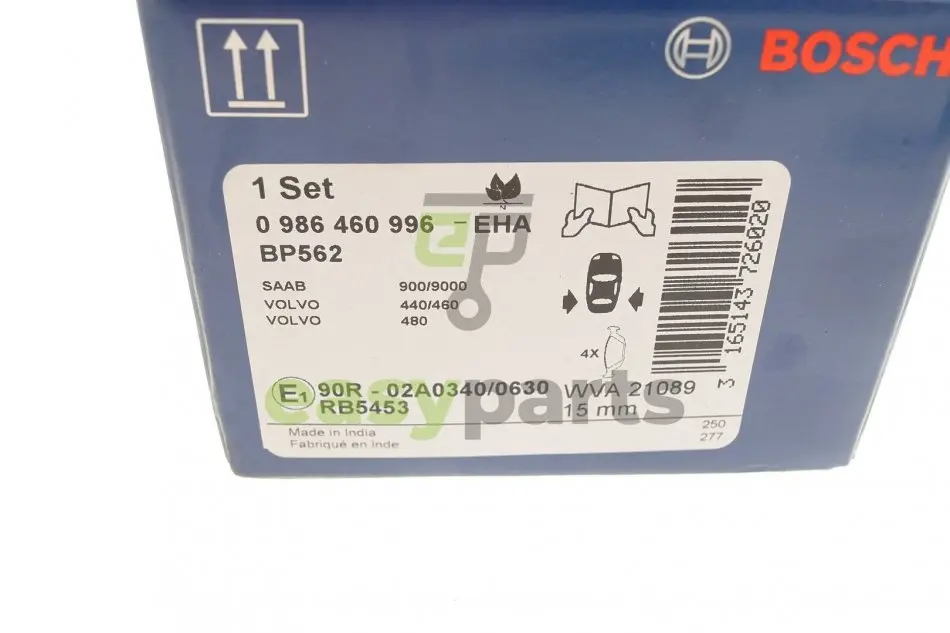 BOSCH
1 Set
0 986 460 996 - EHA
BP562
SAAB 900/9000
VOLVO 440/460
VOLVO 480
4X
E1 90R - 02A0340/0630 WVA 21089
RB5453 15 mm
Made in India 250
Fabriqué en Inde 277
3 165143 726020
easyparts
ep